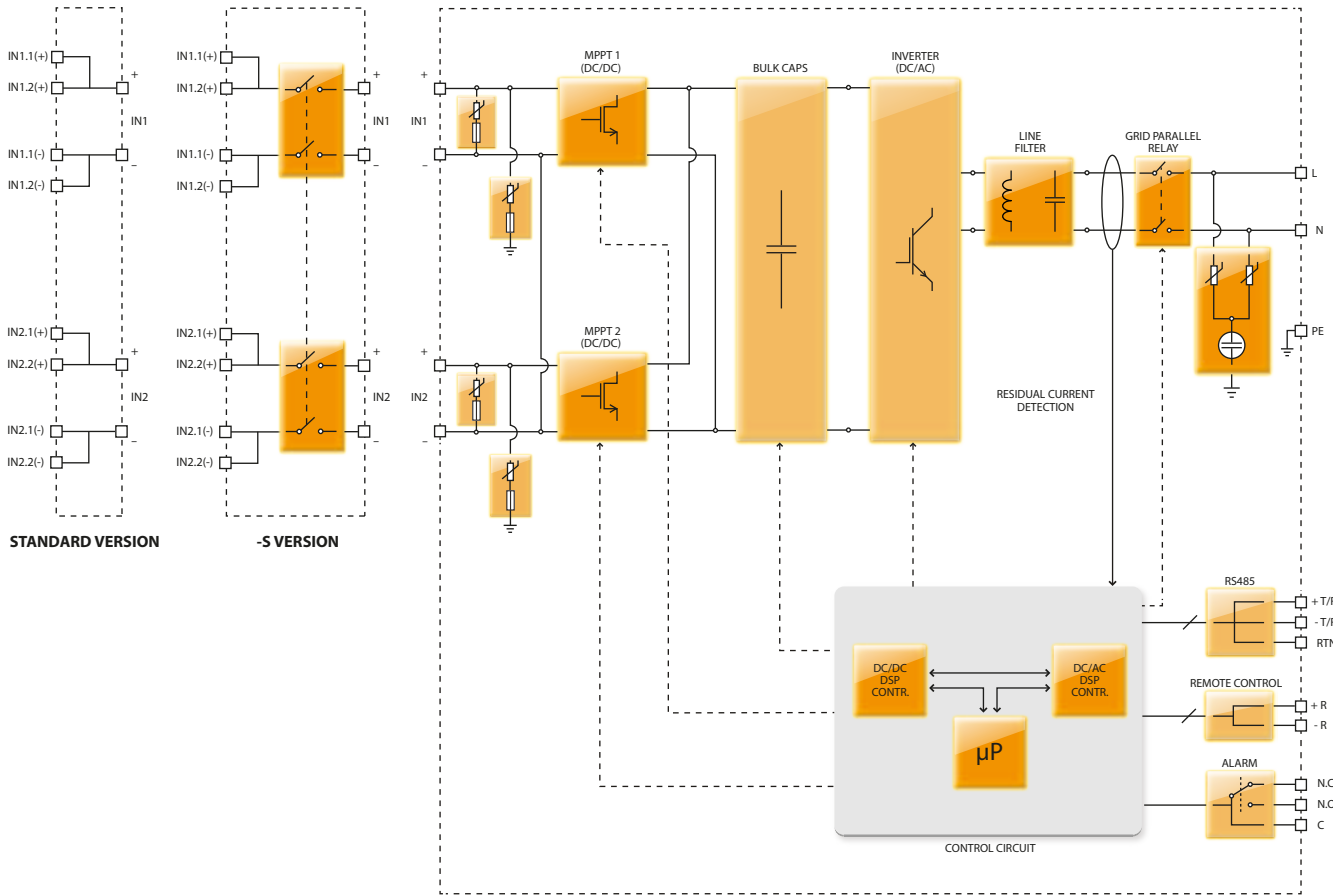 IN1.1(+)
IN1.2(+)
+
IN1
IN1.1(-)
–
IN1.2(-)
IN2.1(+)
+
IN2.2(+)
IN2
IN2.1(-)
–
IN2.2(-)
STANDARD VERSION
IN1.1(+)
IN1.2(+)
+
IN1
IN1.1(-)
–
IN1.2(-)
IN2.1(+)
+
IN2.2(+)
IN2
IN2.1(-)
–
IN2.2(-)
-S VERSION
+
IN1
–
+
IN2
–
MPPT 1
(DC/DC)
MPPT 2
(DC/DC)
BULK CAPS
INVERTER
(DC/AC)
LINE
FILTER
GRID PARALLEL
RELAY
L
N
PE
RESIDUAL CURRENT
DETECTION
DC/DC
DSP
CONTR.
DC/AC
DSP
CONTR.
µP
CONTROL CIRCUIT
RS485
+ T/R
- T/R
RTN
REMOTE CONTROL
+ R
- R
ALARM
N.C
N.O
C